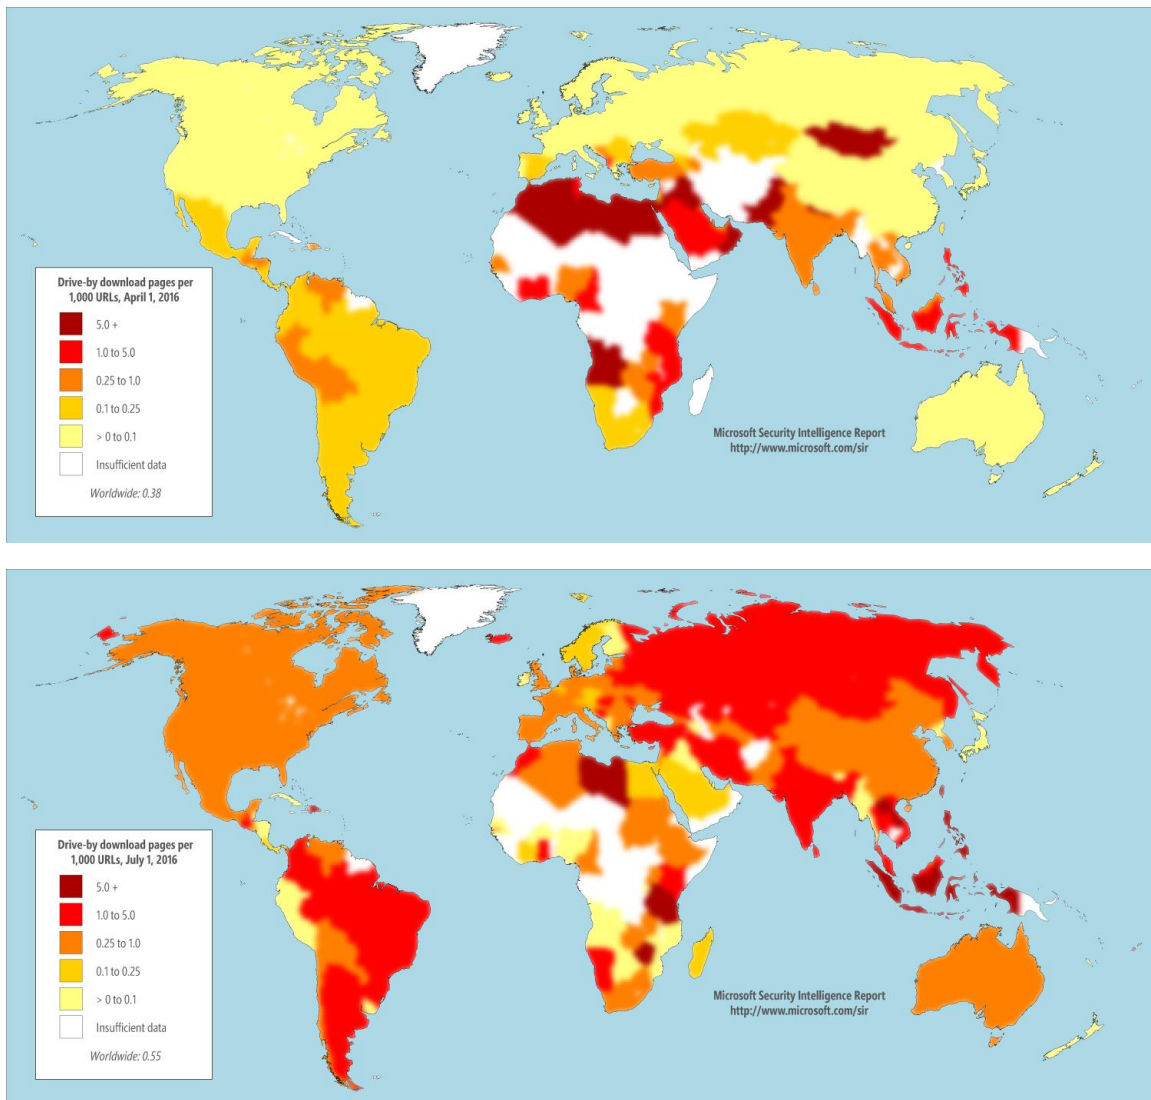 Drive-by download pages per
1,000 URLs, April 1, 2016
5.0 +
1.0 to 5.0
0.25 to 1.0
0.1 to 0.25
> 0 to 0.1
Insufficient data
Worldwide: 0.38
Microsoft Security Intelligence Report
http://www.microsoft.com/sir
Drive-by download pages per
1,000 URLs, July 1, 2016
5.0 +
1.0 to 5.0
0.25 to 1.0
0.1 to 0.25
> 0 to 0.1
Insufficient data
Worldwide: 0.55
Microsoft Security Intelligence Report
http://www.microsoft.com/sir